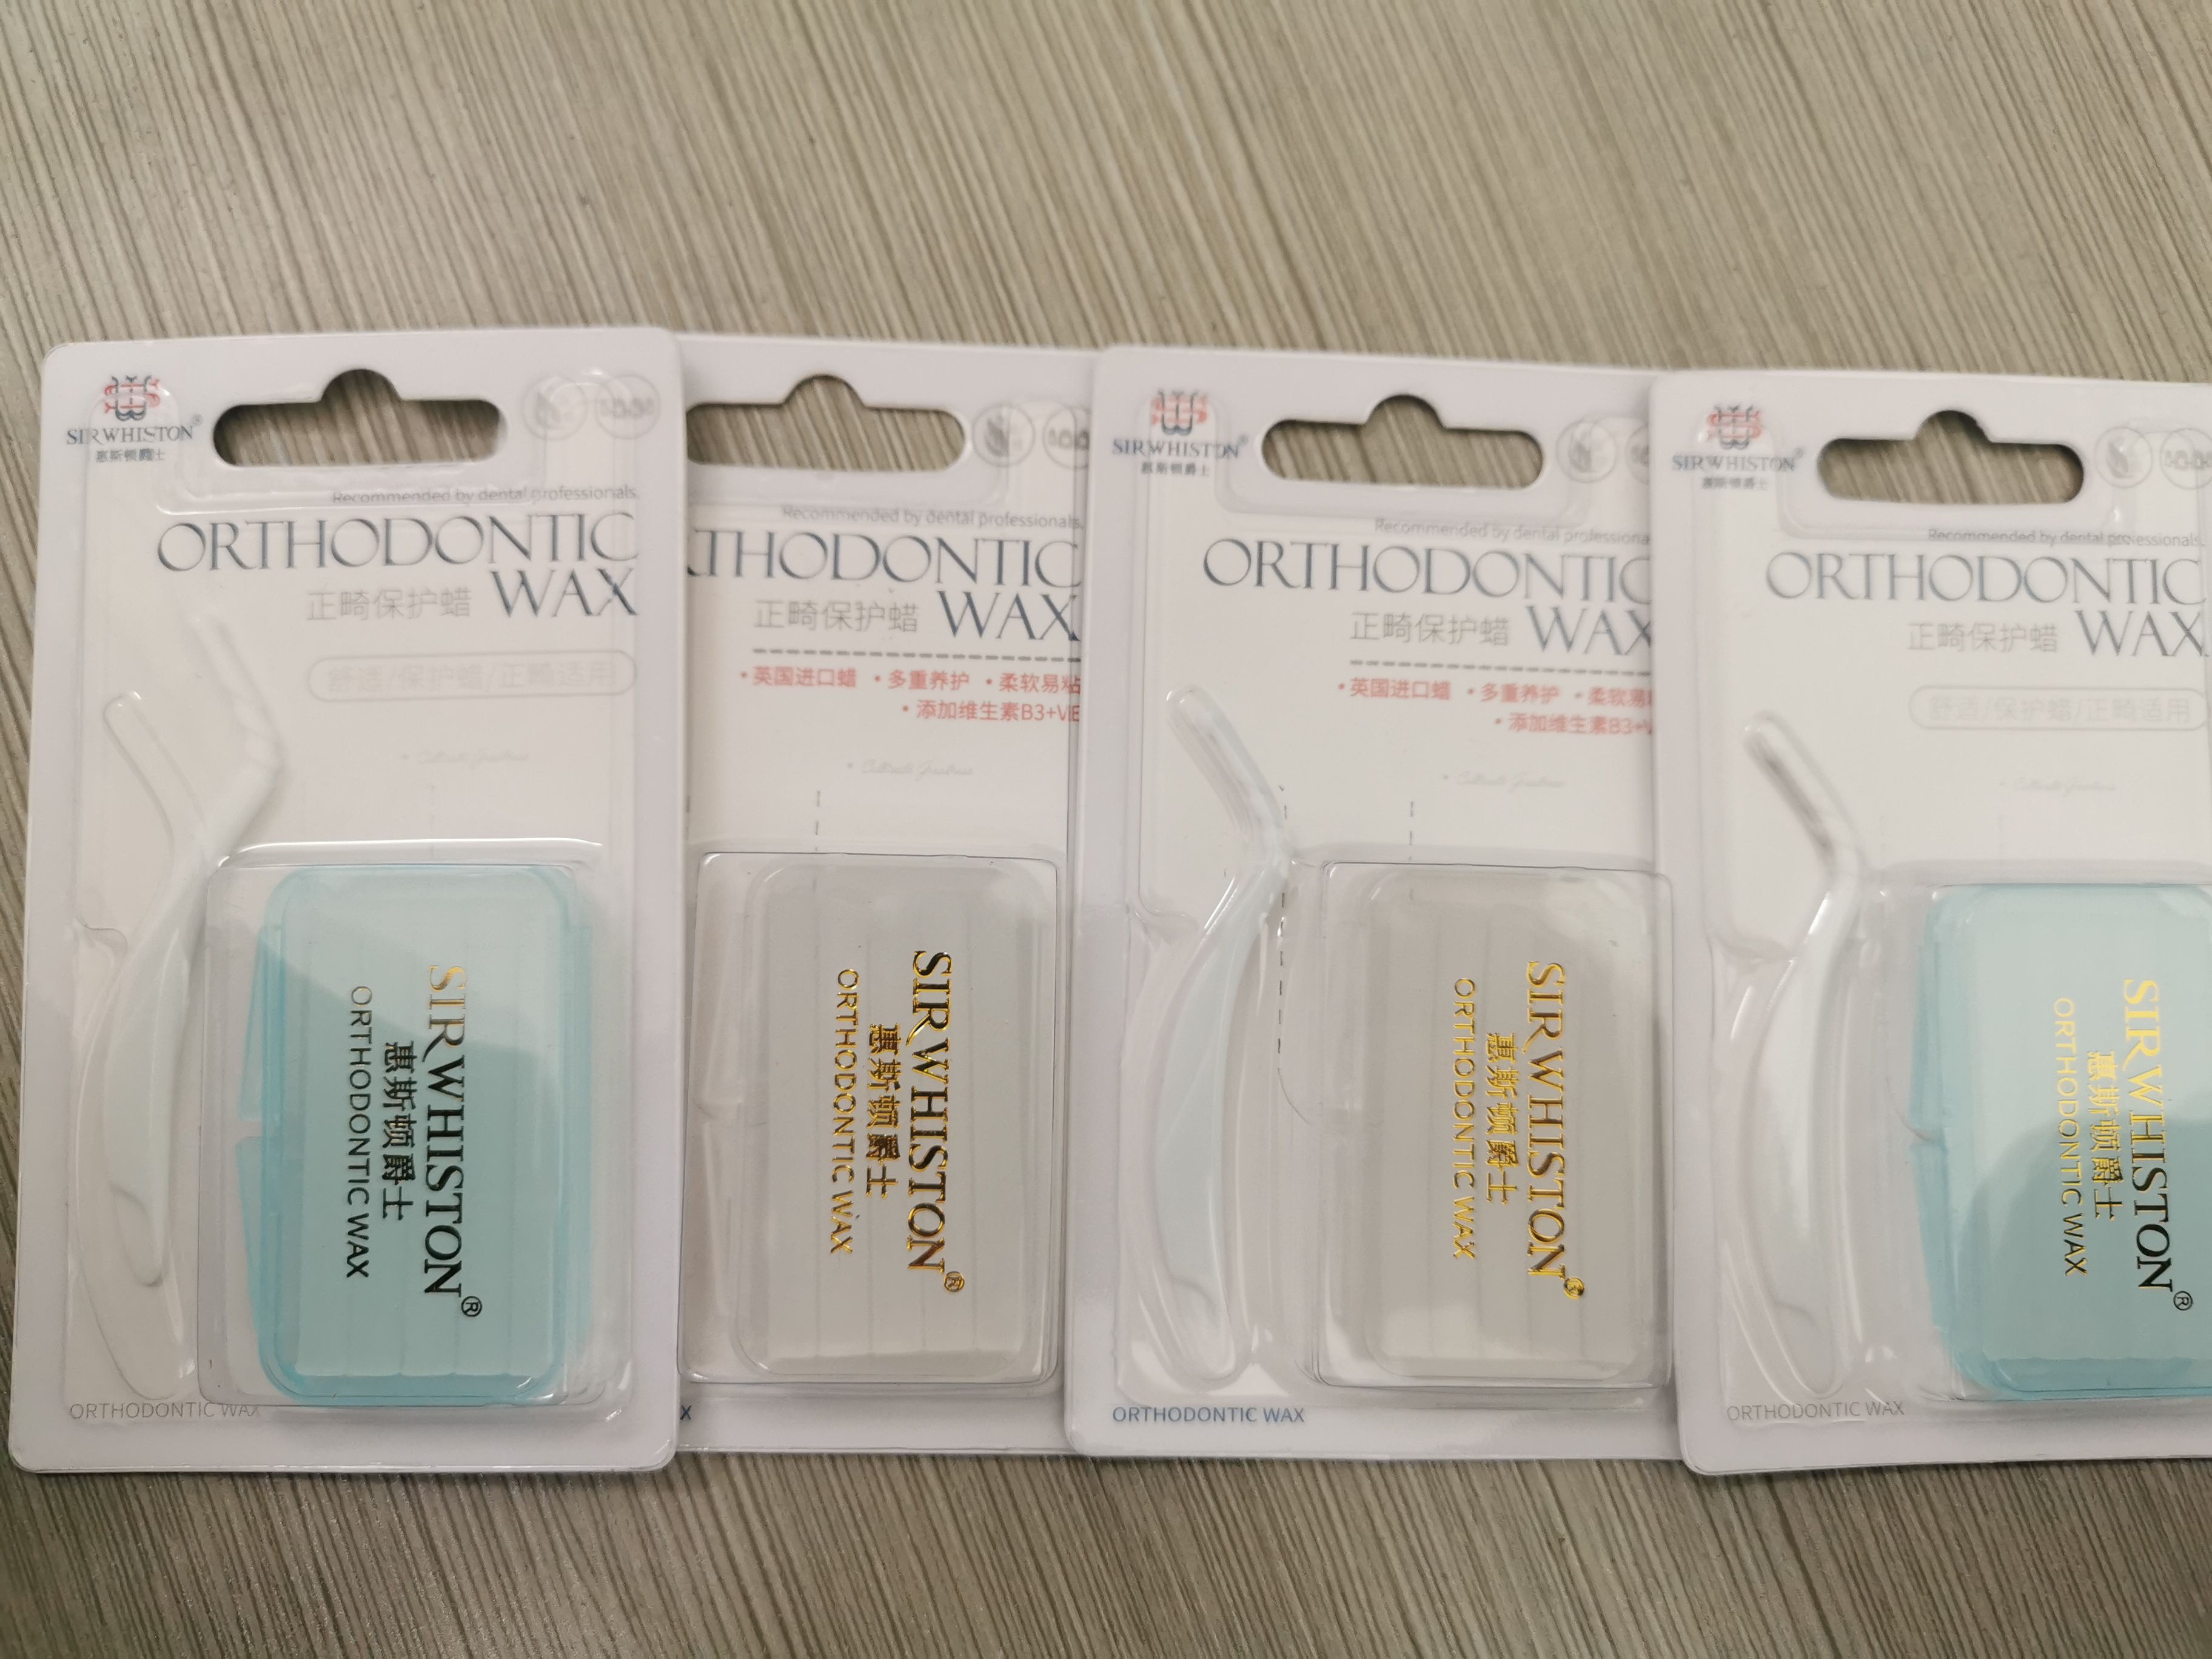 SIRWHISTON®
惠斯顿爵士
Recommended by dental professionals.
ORTHODONTIC
正畸保护蜡 WAX
舒适/保护蜡/正畸适用
SIRWHISTON®
惠斯顿爵士
ORTHODONTIC WAX
ORTHODONTIC WAX
Recommended by dental professionals.
THODONTIC
正畸保护蜡 WAX
•英国进口蜡 •多重养护 •柔软易粘
•添加维生素B3+VE
SIRWHISTON®
惠斯顿爵士
ORTHODONTIC WAX
X
SIRWHISTON®
惠斯顿爵士
Recommended by dental professiona
ORTHODONTIC
正畸保护蜡 WAX
•英国进口蜡 •多重养护 •柔软易
•添加维生素B3+
SIRWHISTON®
惠斯顿爵士
ORTHODONTIC WAX
ORTHODONTIC WAX
SIRWHISTON®
惠斯顿爵士
Recommended by dental professionals.
ORTHODONTIC
正畸保护蜡 WAX
舒适/保护蜡/正畸适用
SIRWHISTON®
惠斯顿爵士
ORTHODONTIC WAX
ORTHODONTIC WAX